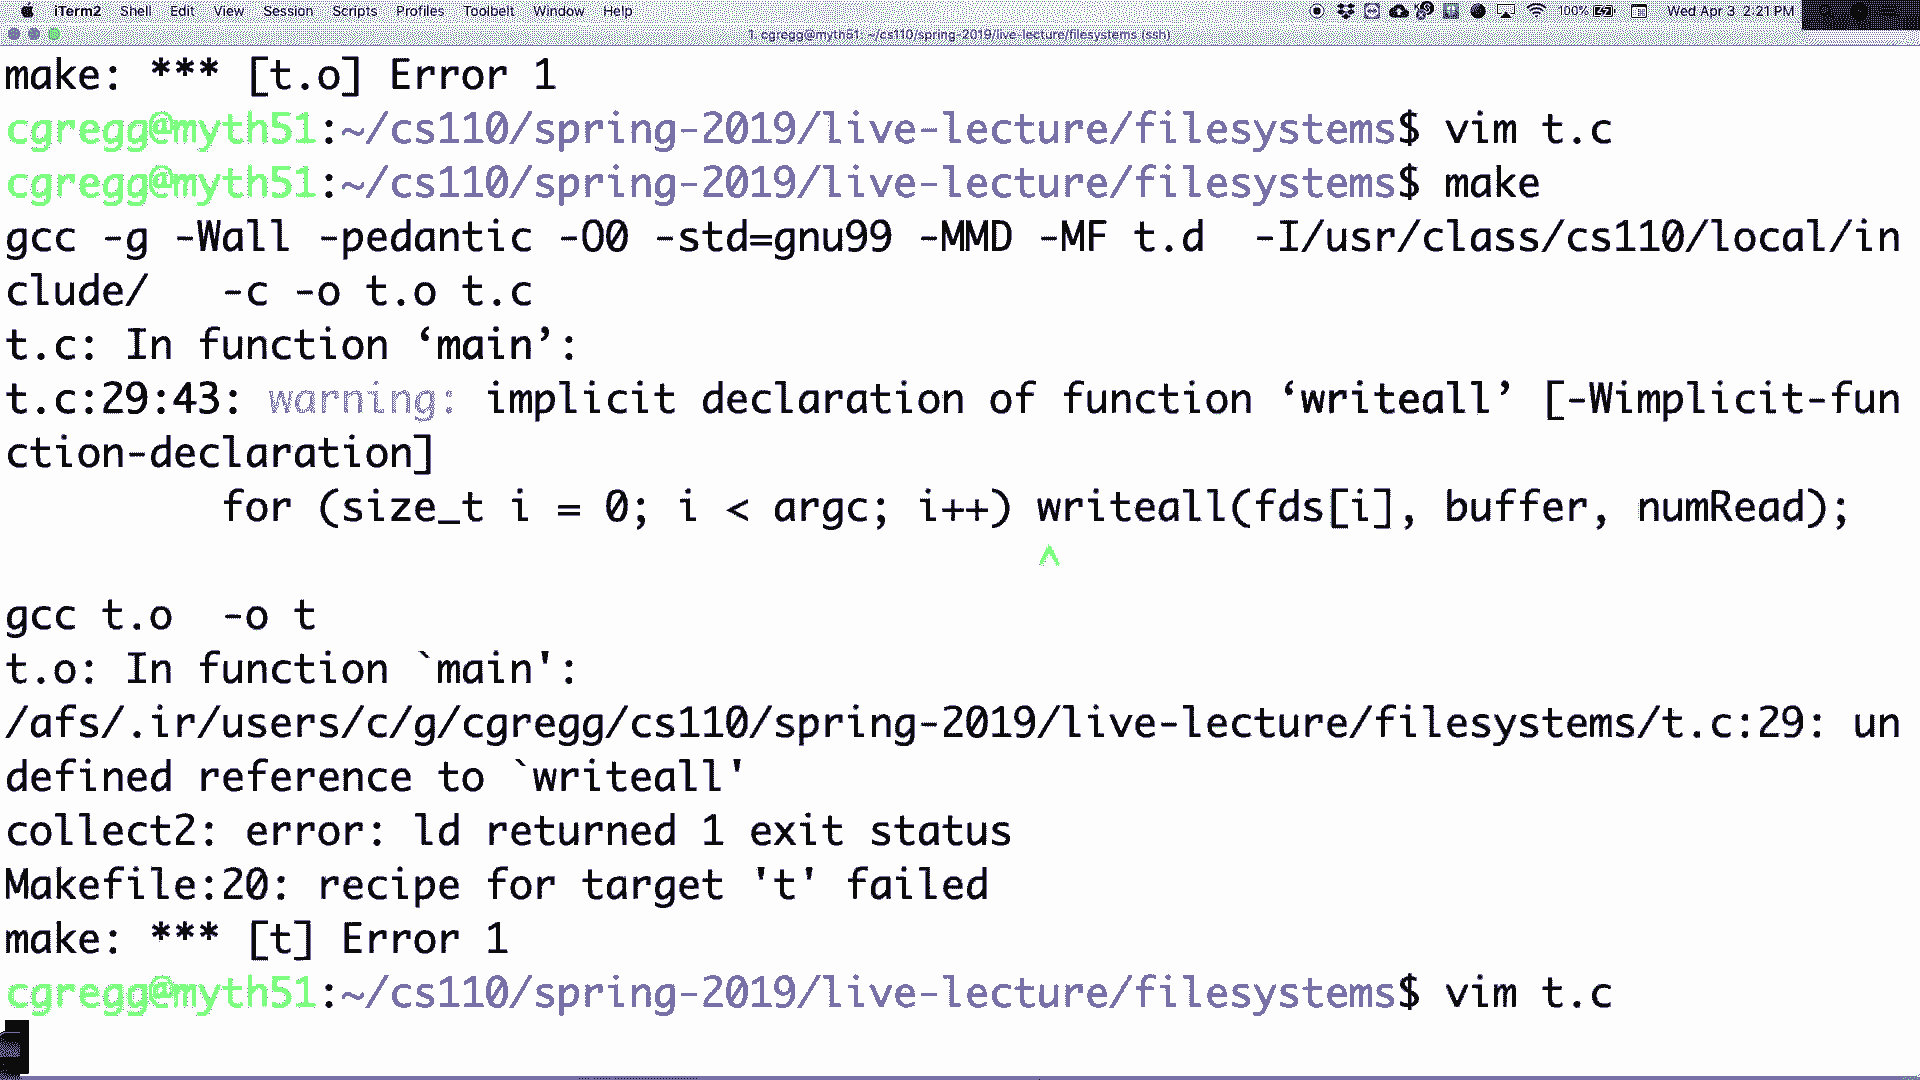 iTerm2 Shell Edit View Session Scripts Profiles Toolbelt Window Help 100% Wed Apr 3 2:21 PM
1. cgregg@myth51: ~/cs110/spring-2019/live-lecture/filesystems (ssh)
make: *** [t.o] Error 1
cgregg@myth51:~/cs110/spring-2019/live-lecture/filesystems$ vim t.c
cgregg@myth51:~/cs110/spring-2019/live-lecture/filesystems$ make
gcc -g -Wall -pedantic -O0 -std=gnu99 -MMD -MF t.d  -I/usr/class/cs110/local/in
clude/   -c -o t.o t.c
t.c: In function ‘main’:
t.c:29:43: warning: implicit declaration of function ‘writeall’ [-Wimplicit-fun
ction-declaration]
         for (size_t i = 0; i < argc; i++) writeall(fds[i], buffer, numRead);
                                           ^
gcc t.o  -o t
t.o: In function `main':
/afs/.ir/users/c/g/cgregg/cs110/spring-2019/live-lecture/filesystems/t.c:29: un
defined reference to `writeall'
collect2: error: ld returned 1 exit status
Makefile:20: recipe for target 't' failed
make: *** [t] Error 1
cgregg@myth51:~/cs110/spring-2019/live-lecture/filesystems$ vim t.c